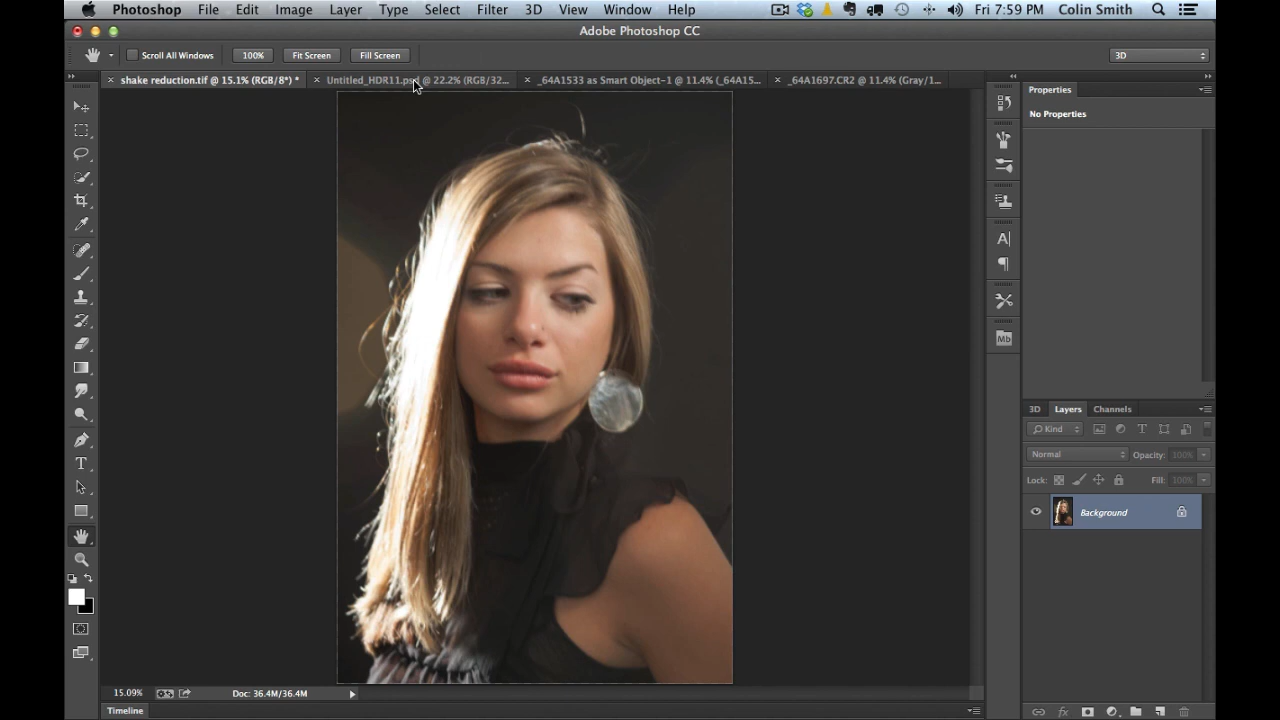 Photoshop File Edit Image Layer Type Select Filter 3D View Window Help Fri 7:59 PM Colin Smith
Adobe Photoshop CC
Scroll All Windows 100% Fit Screen Fill Screen 3D
shake reduction.tif @ 15.1% (RGB/8*) * Untitled_HDR11.psd @ 22.2% (RGB/32... _64A1533 as Smart Object-1 @ 11.4% (_64A15... _64A1697.CR2 @ 11.4% (Gray/1...
Properties
No Properties
A|
Mb
3D Layers Channels
Kind
Normal Opacity: 100%
Lock: Fill: 100%
Background
T
15.09% Doc: 36.4M/36.4M
Timeline
fx